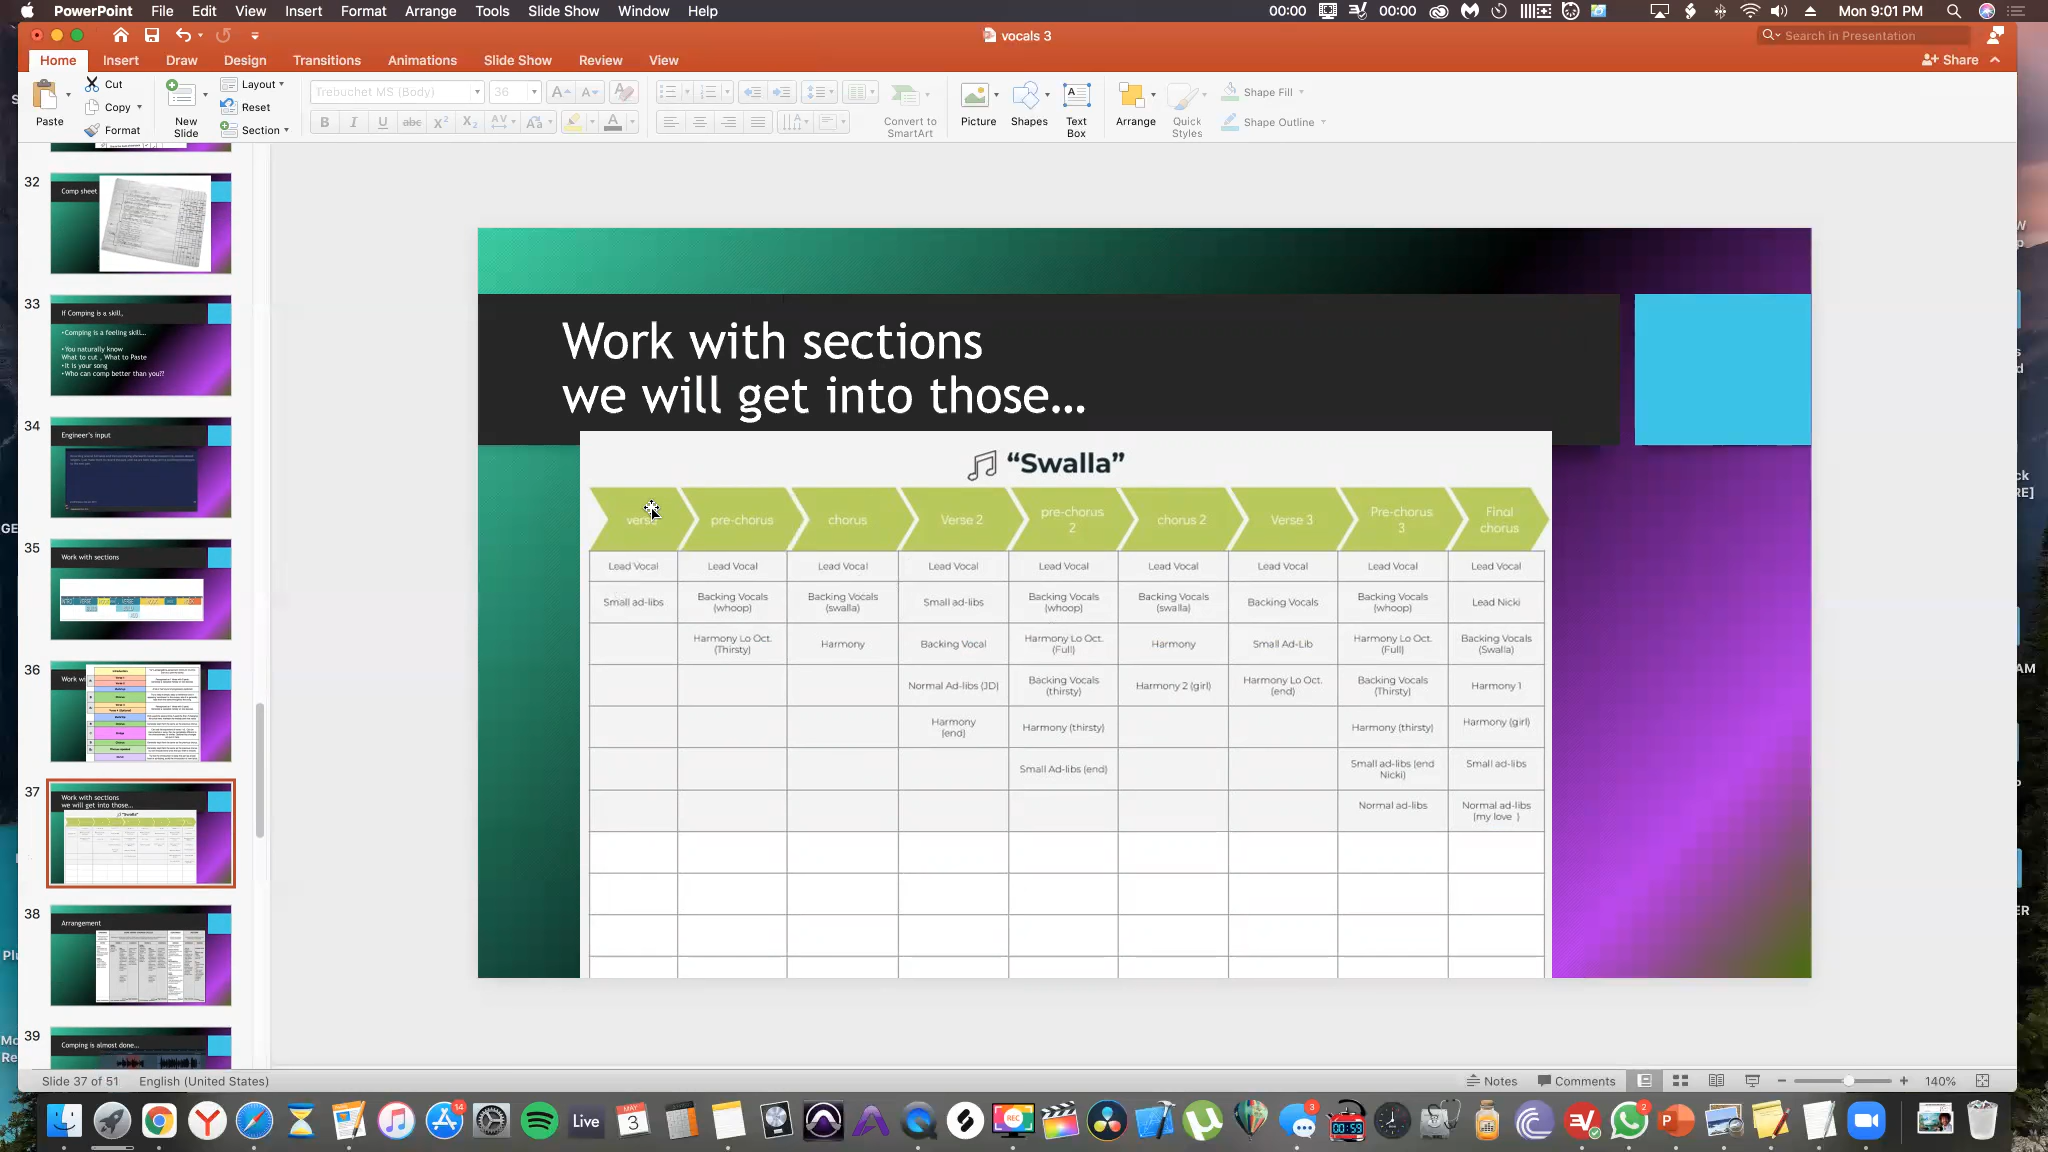 PowerPoint File Edit View Insert Format Arrange Tools Slide Show Window Help
00:00 00:00 Mon 9:01 PM
vocals 3
Search in Presentation
Home Insert Draw Design Transitions Animations Slide Show Review View
Share
Paste
Cut
Copy
Format
New Slide
Layout
Reset
Section
Trebuchet MS (Body) 36
Convert to SmartArt
Picture
Shapes
Text Box
Arrange
Quick Styles
Shape Fill
Shape Outline
32
Comp sheet
33
If Comping is a skill,
•Comping is a feeling skill...
•You naturally know
What to cut , What to Paste
•It is your song
•Who can comp better than you??
34
Engineer's input
35
Work with sections
36
37
Work with sections
we will get into those...
"Swalla"
38
Arrangement
39
Comping is almost done...
Work with sections
we will get into those…
“Swalla”
verse pre-chorus chorus Verse 2 pre-chorus 2 chorus 2 Verse 3 Pre-chorus 3 Final chorus
Lead Vocal Lead Vocal Lead Vocal Lead Vocal Lead Vocal Lead Vocal Lead Vocal Lead Vocal Lead Vocal
Small ad-libs Backing Vocals (whoop) Backing Vocals (swalla) Small ad-libs Backing Vocals (whoop) Backing Vocals (swalla) Backing Vocals Backing Vocals (whoop) Lead Nicki
Harmony Lo Oct. (Thirsty) Harmony Backing Vocal Harmony Lo Oct. (Full) Harmony Small Ad-Lib Harmony Lo Oct. (Full) Backing Vocals (Swalla)
Normal Ad-libs (JD) Backing Vocals (thirsty) Harmony 2 (girl) Harmony Lo Oct. (end) Backing Vocals (Thirsty) Harmony 1
Harmony (end) Harmony (thirsty) Harmony (thirsty) Harmony (girl)
Small Ad-libs (end) Small ad-libs (end Nicki) Small ad-libs
Normal ad-libs Normal ad-libs (my love )
Slide 37 of 51 English (United States)
Notes Comments 140%
14
Live
MAY 3
REC
3
00:59
2